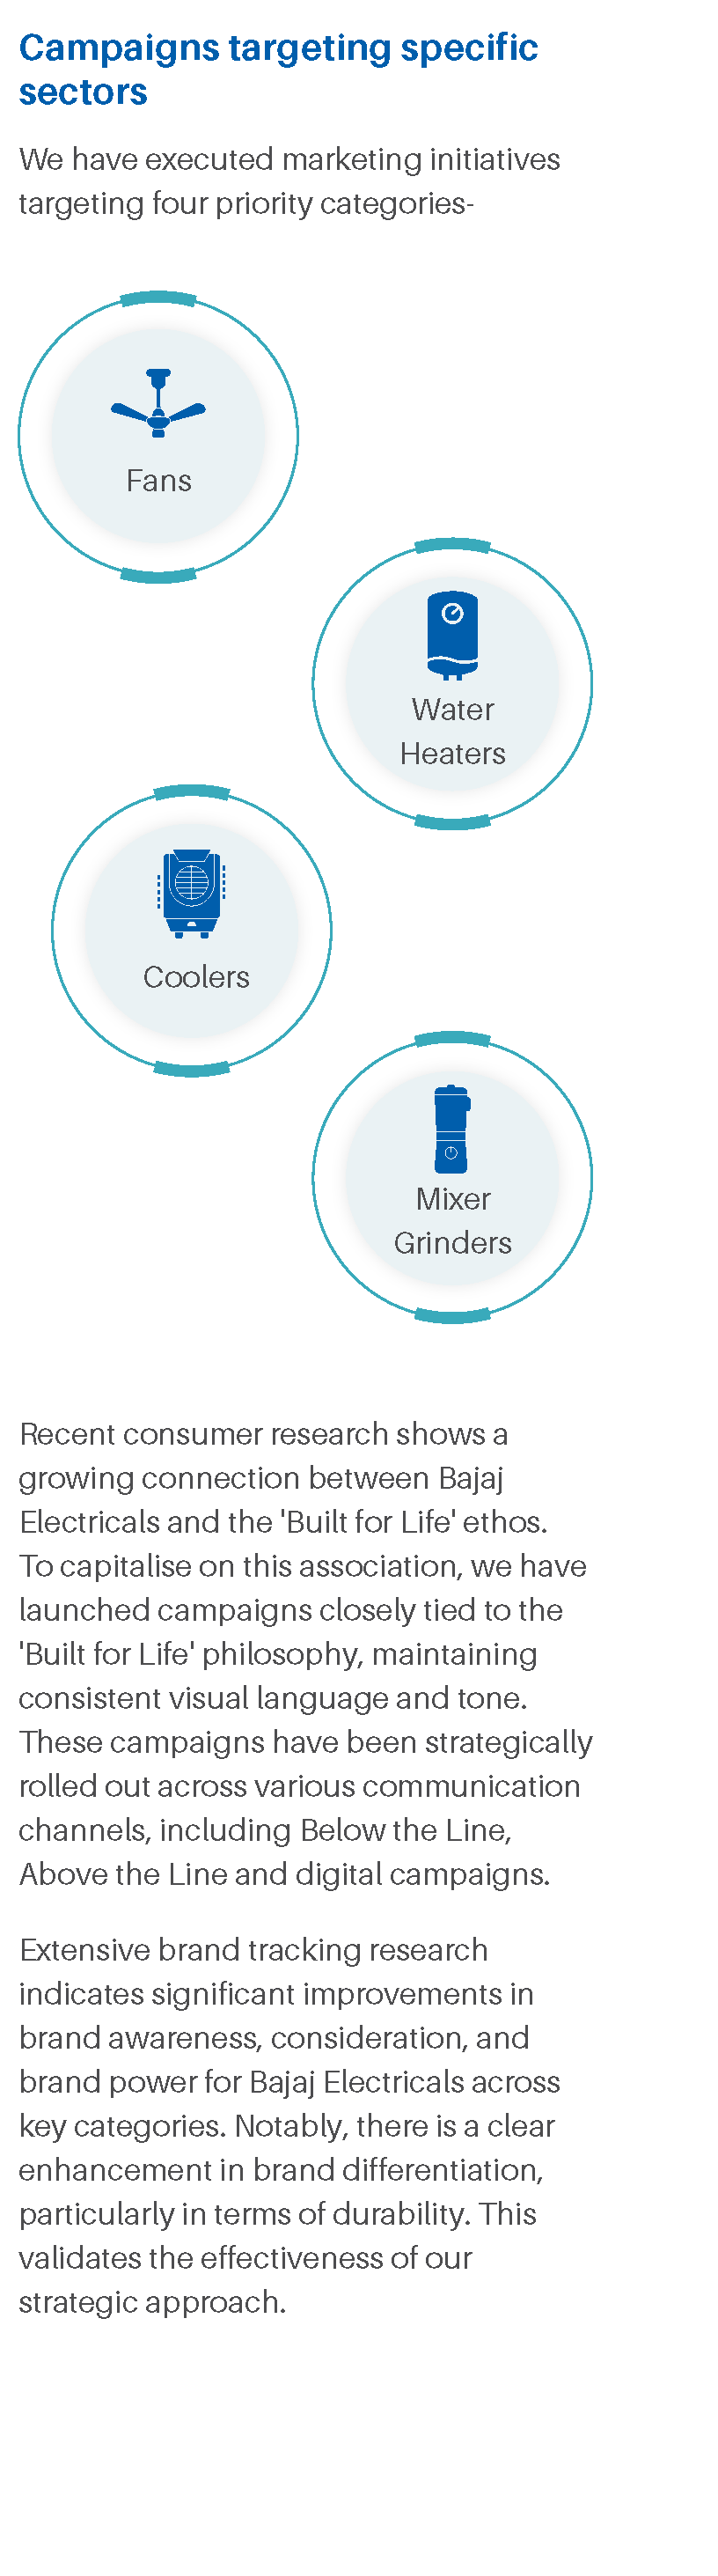 Campaigns targeting specific
sectors
We have executed marketing initiatives
targeting four priority categories-
Fans
Water
Heaters
Coolers
Mixer
Grinders
Recent consumer research shows a
growing connection between Bajaj
Electricals and the 'Built for Life' ethos.
To capitalise on this association, we have
launched campaigns closely tied to the
'Built for Life' philosophy, maintaining
consistent visual language and tone.
These campaigns have been strategically
rolled out across various communication
channels, including Below the Line,
Above the Line and digital campaigns.
Extensive brand tracking research
indicates significant improvements in
brand awareness, consideration, and
brand power for Bajaj Electricals across
key categories. Notably, there is a clear
enhancement in brand differentiation,
particularly in terms of durability. This
validates the effectiveness of our
strategic approach.